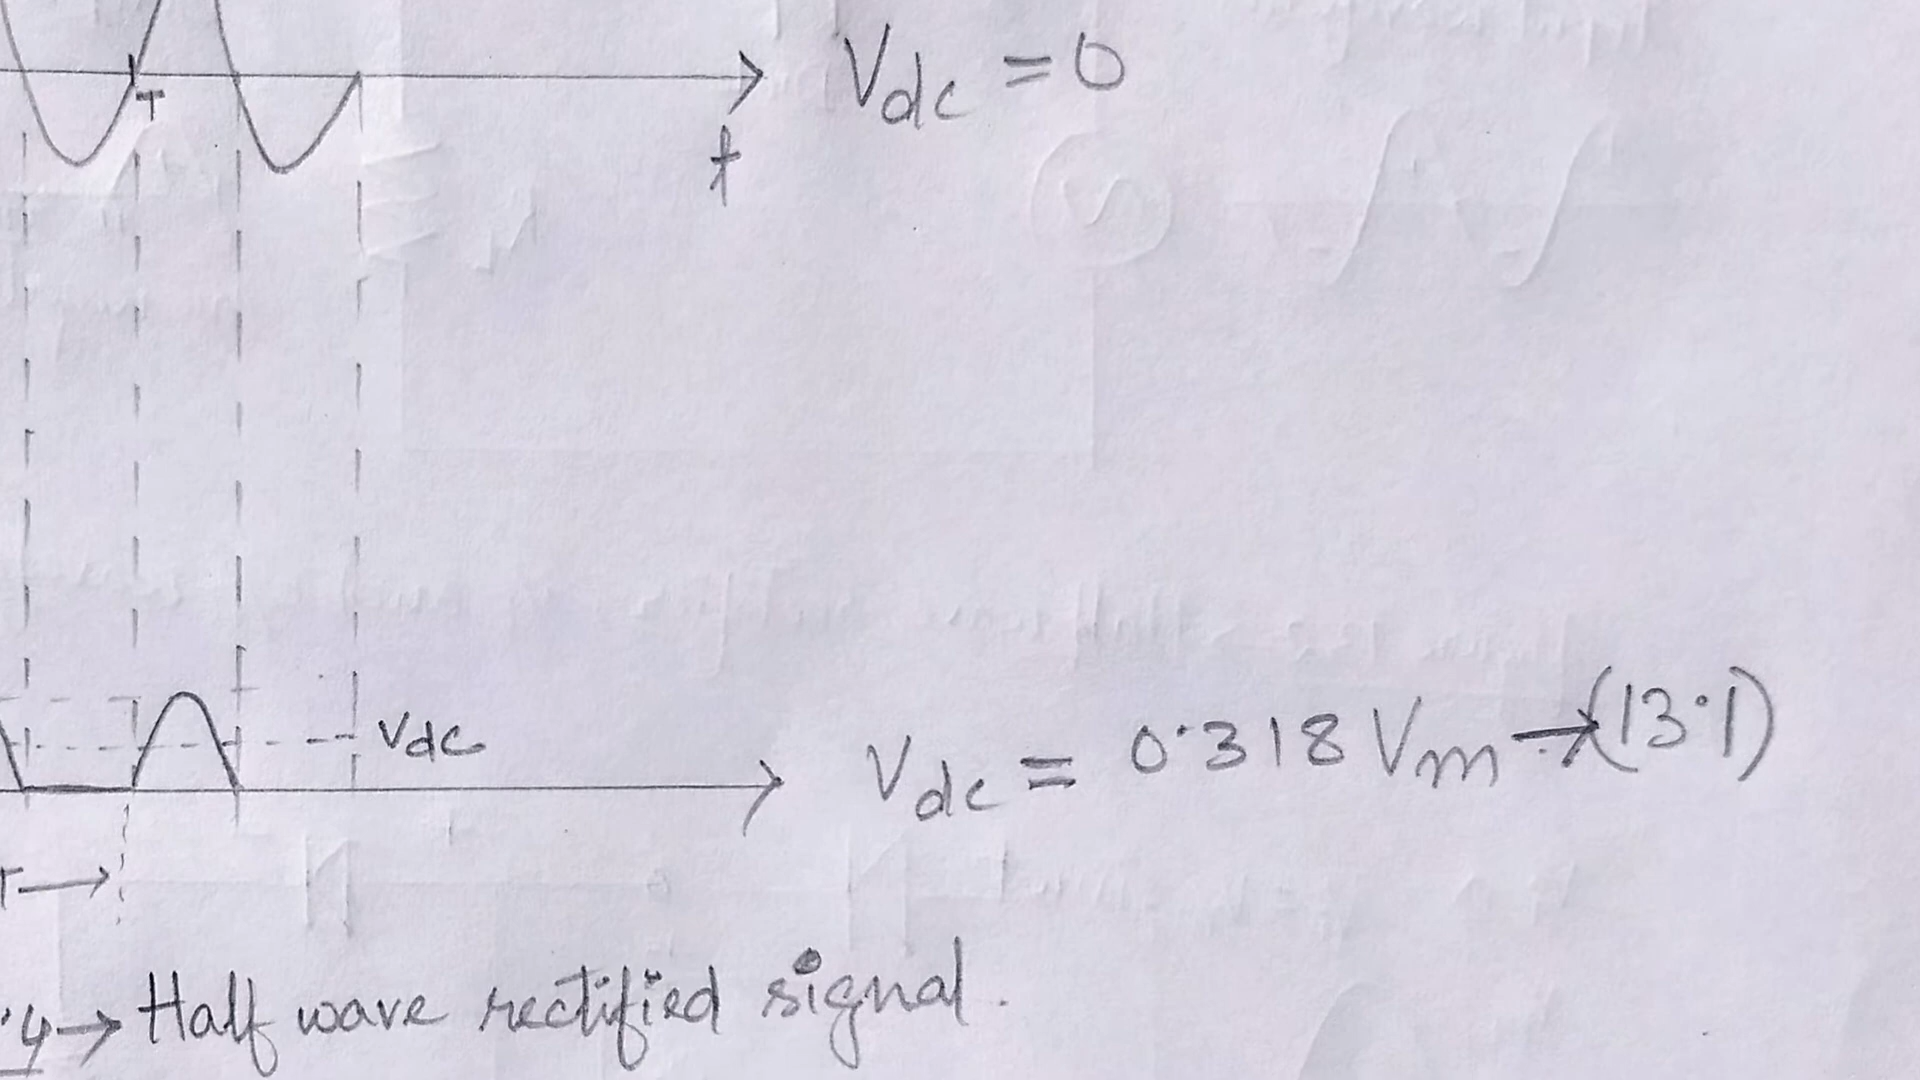 Vdc = 0
T
t
Vdc
Vdc = 0.318 Vm → (13.1)
T →
.4 → Half wave rectified signal.